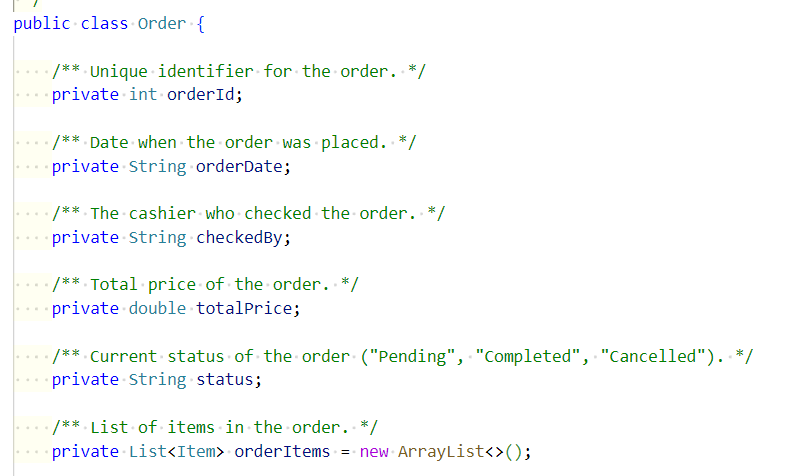 */
public class Order {
/** Unique identifier for the order. */
private int orderId;
/** Date when the order was placed. */
private String orderDate;
/** The cashier who checked the order. */
private String checkedBy;
/** Total price of the order. */
private double totalPrice;
/** Current status of the order ("Pending", "Completed", "Cancelled"). */
private String status;
/** List of items in the order. */
private List<Item> orderItems = new ArrayList<>();